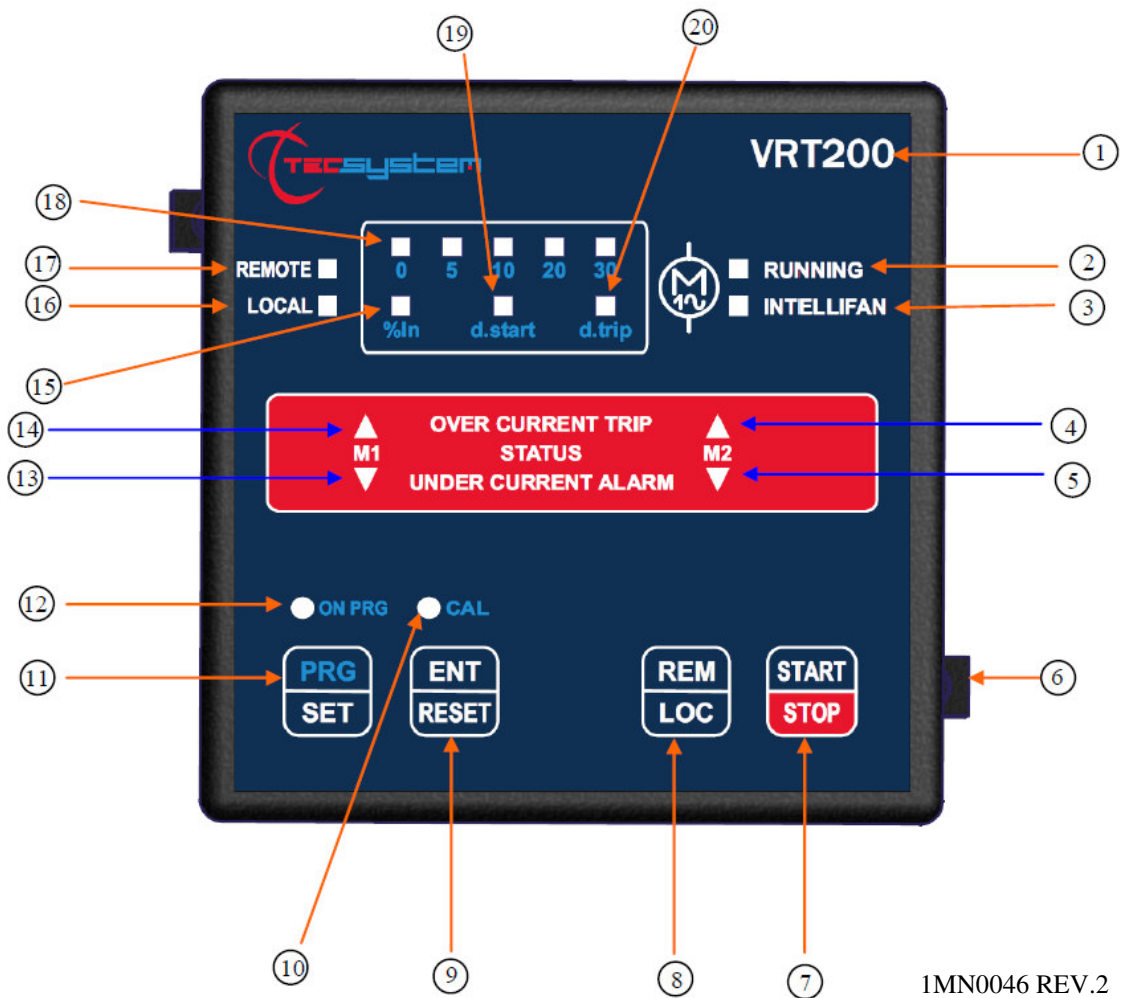 19
20
TECSYSTEM
VRT200
1
18
0 5 10 20 30
17
REMOTE
RUNNING
2
16
LOCAL
INTELLIFAN
3
%In d.start d.trip
15
14
OVER CURRENT TRIP
4
M1 STATUS M2
13
UNDER CURRENT ALARM
5
12
ON PRG CAL
11
PRG ENT REM START
SET RESET LOC STOP
6
10
9
8
7
1MN0046 REV.2